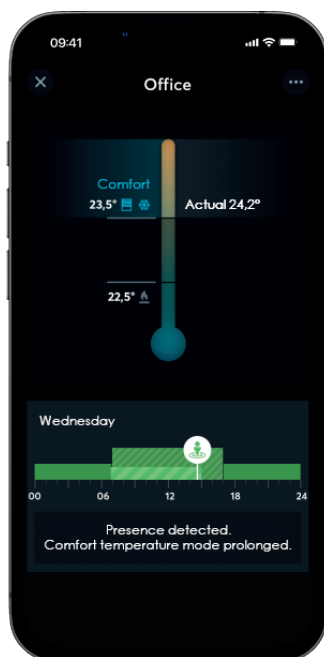 09:41
Office
Comfort
23,5°
Actual 24,2°
22,5°
Wednesday
00 06 12 18 24
Presence detected.
Comfort temperature mode prolonged.